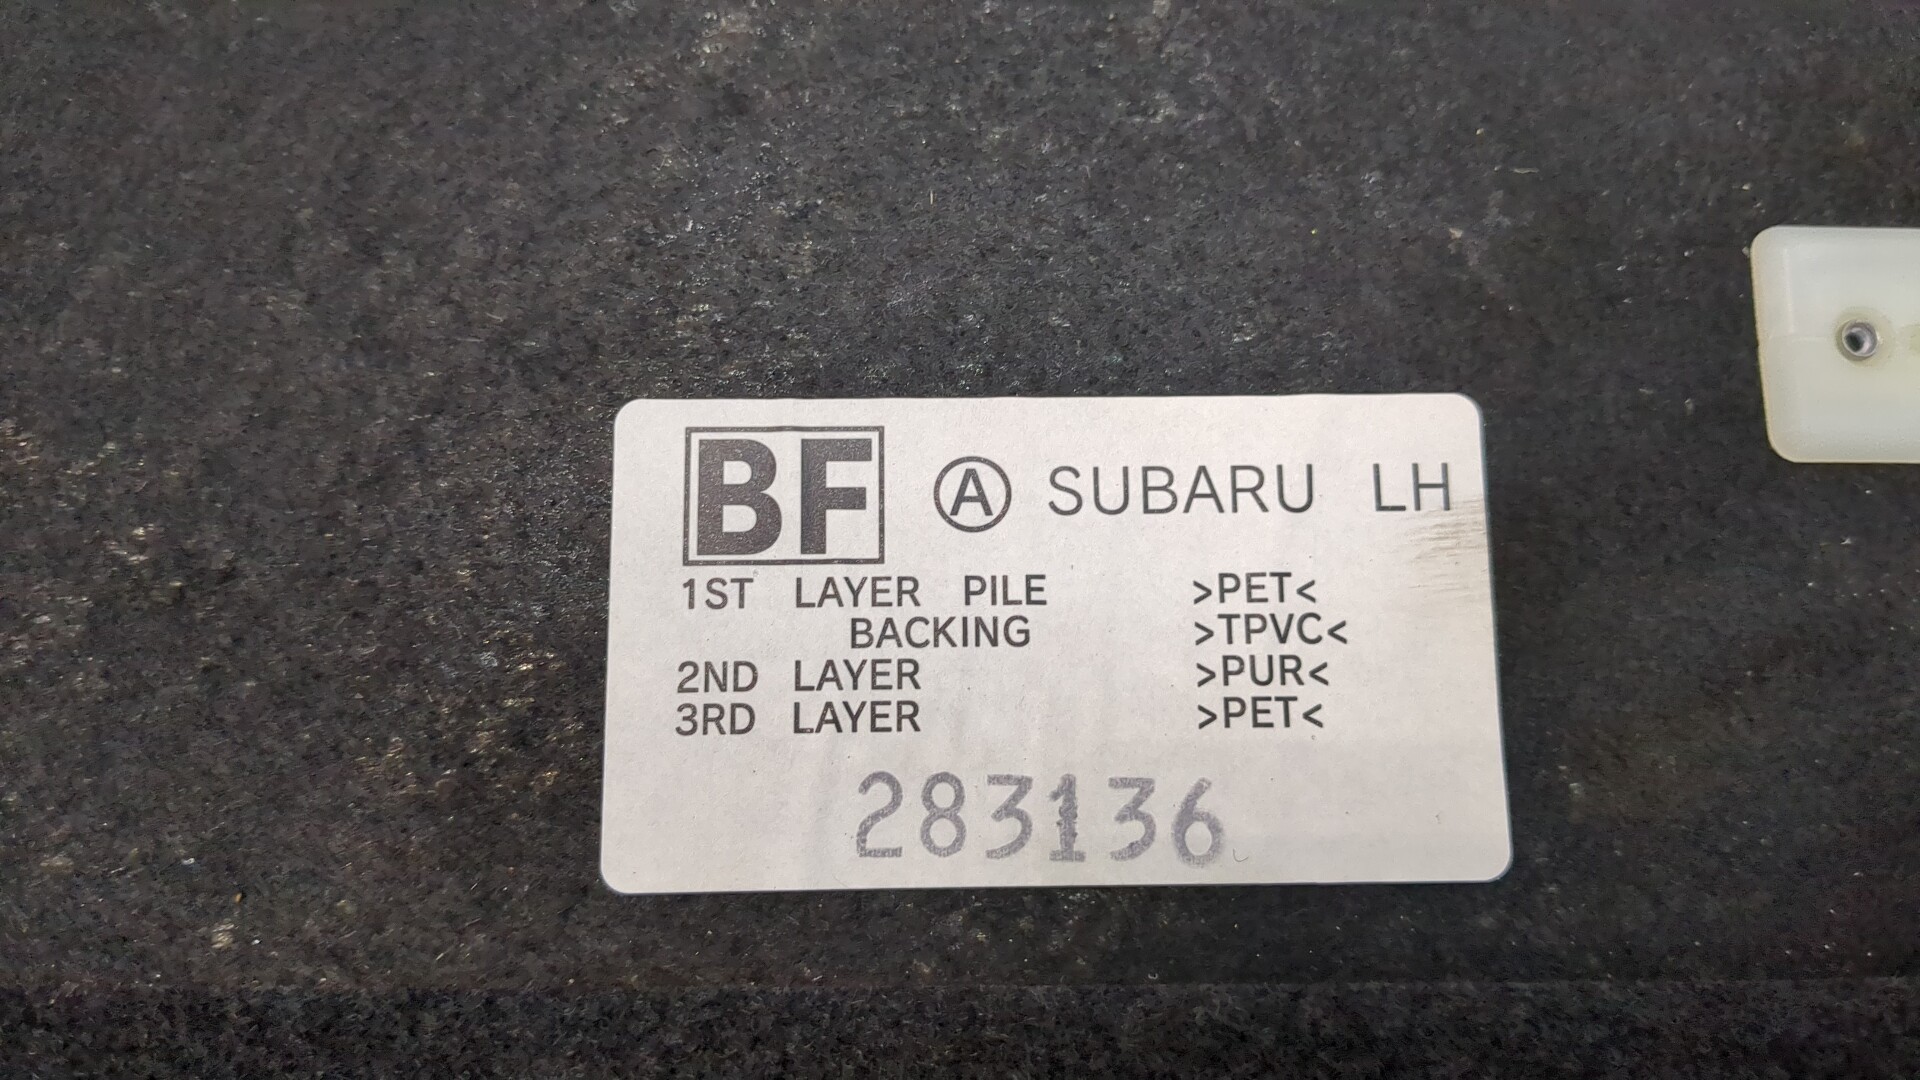 BF Ⓐ SUBARU LH
1ST LAYER PILE >PET<
BACKING >TPVC<
2ND LAYER >PUR<
3RD LAYER >PET<
283136